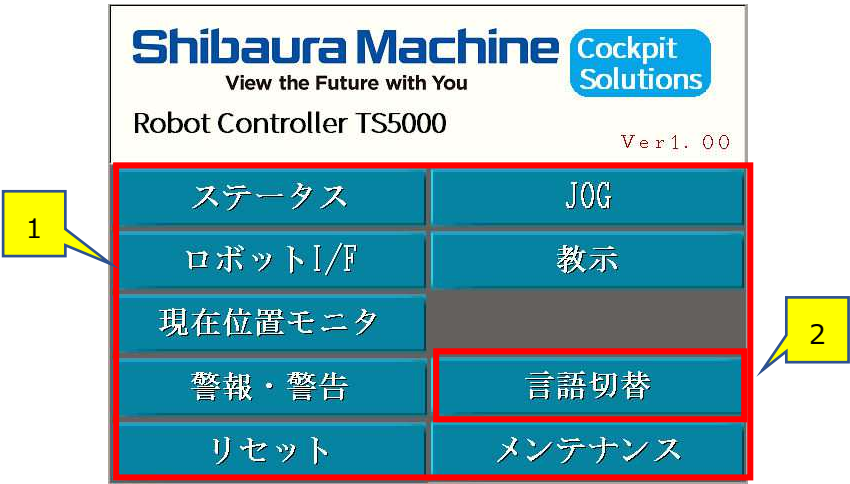 Shibaura Machine
View the Future with You
Cockpit
Solutions
Robot Controller TS5000
Ver1.00
ステータス
JOG
1
ロボットI/F
教示
現在位置モニタ
2
警報・警告
言語切替
リセット
メンテナンス